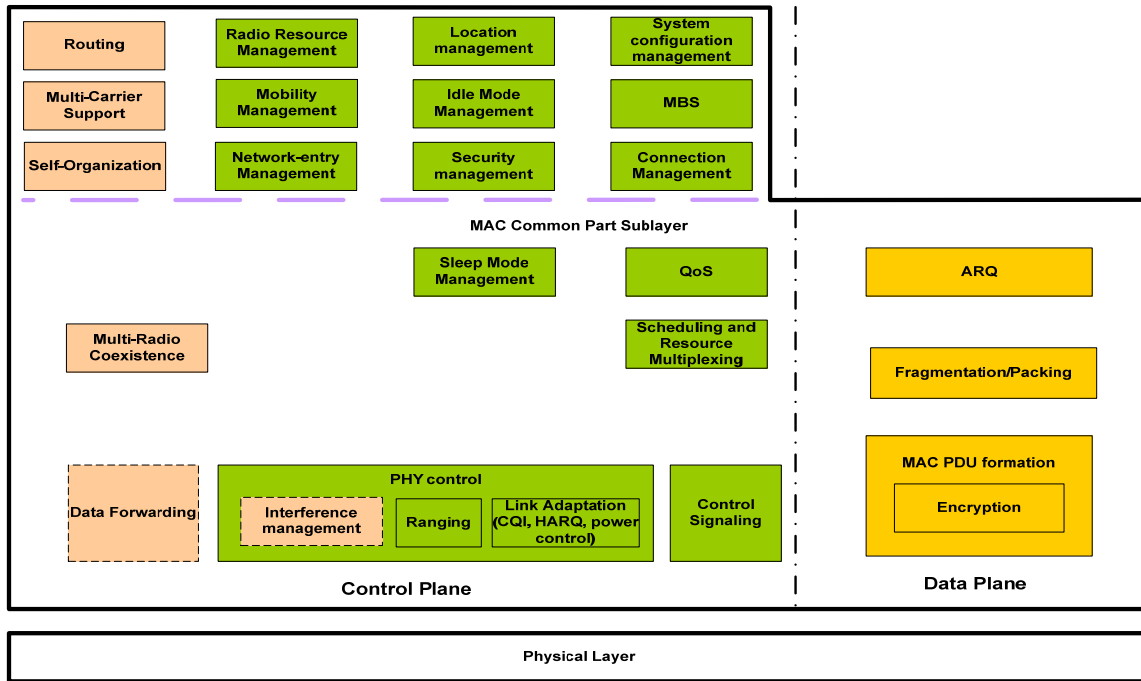 Routing
Radio Resource
Management
Location
management
System
configuration
management
Multi-Carrier
Support
Mobility
Management
Idle Mode
Management
MBS
Self-Organization
Network-entry
Management
Security
management
Connection
Management
MAC Common Part Sublayer
Sleep Mode
Management
QoS
ARQ
Multi-Radio
Coexistence
Scheduling and
Resource
Multiplexing
Fragmentation/Packing
Data Forwarding
PHY control
Interference
management
Ranging
Link Adaptation
(CQI, HARQ, power
control)
Control
Signaling
MAC PDU formation
Encryption
Control Plane
Data Plane
Physical Layer